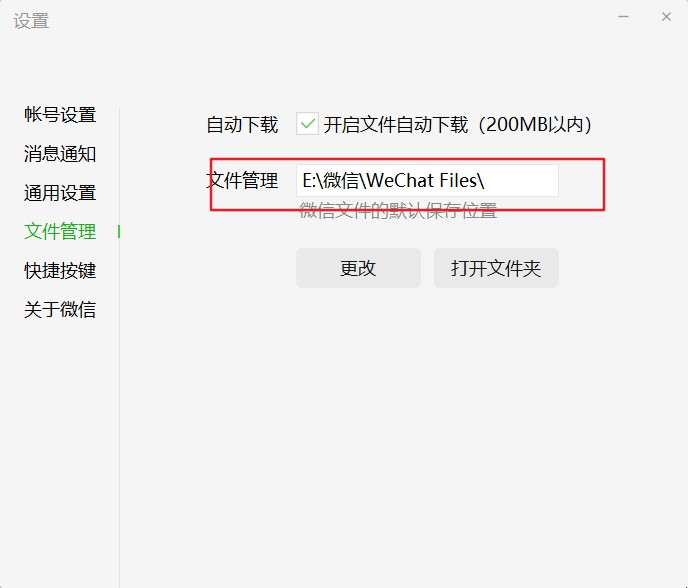 设置
帐号设置
消息通知
通用设置
文件管理
快捷按键
关于微信
自动下载 开启文件自动下载（200MB以内）
文件管理 E:\微信\WeChat Files\
微信文件的默认保存位置
更改 打开文件夹